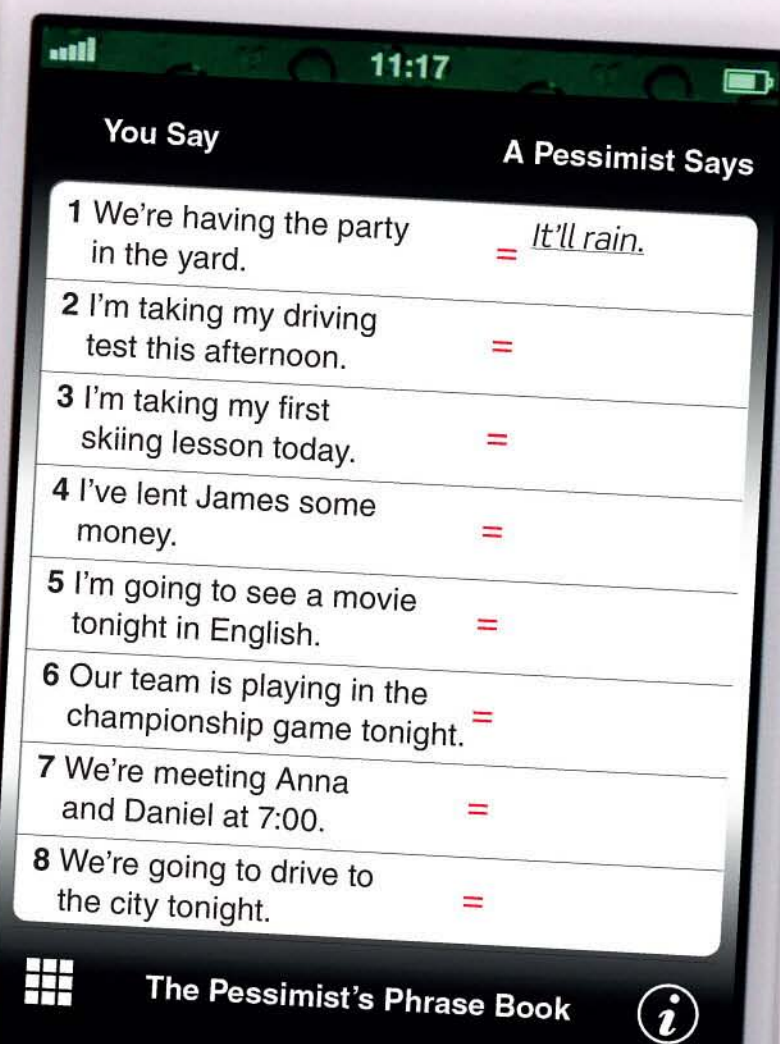 11:17
You Say
A Pessimist Says
1 We're having the party
in the yard.
= It'll rain.
2 I'm taking my driving
test this afternoon.
=
3 I'm taking my first
skiing lesson today.
=
4 I've lent James some
money.
=
5 I'm going to see a movie
tonight in English.
=
6 Our team is playing in the
championship game tonight.
=
7 We're meeting Anna
and Daniel at 7:00.
=
8 We're going to drive to
the city tonight.
=
The Pessimist's Phrase Book
i